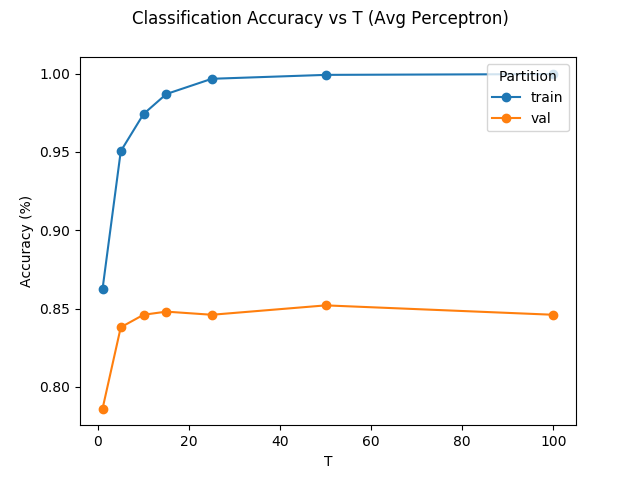 Classification Accuracy vs T (Avg Perceptron)
1.00
0.95
0.90
0.85
0.80
Accuracy (%)
Partition
train
val
0 20 40 60 80 100
T